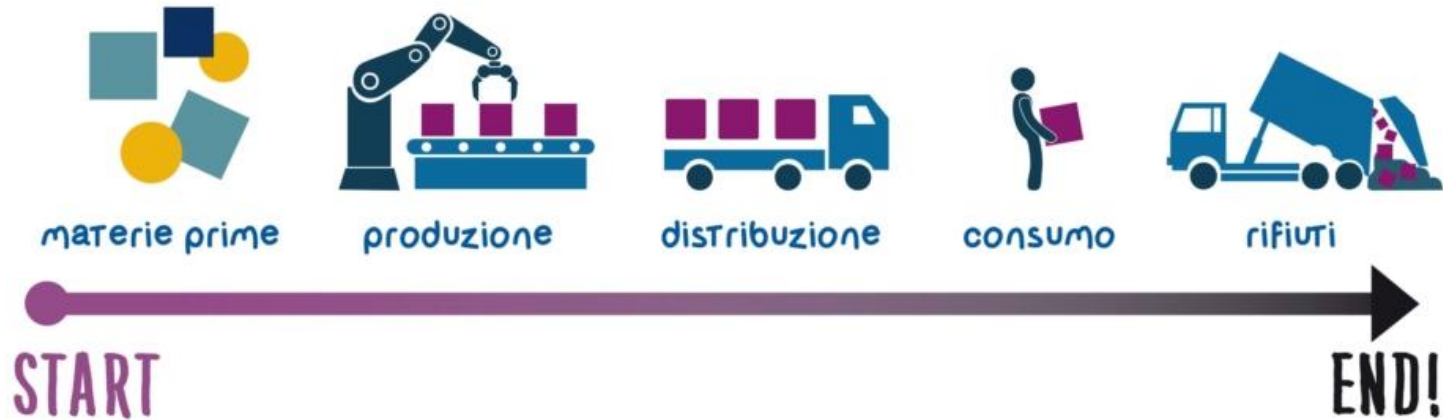 materie prime
produzione
distribuzione
consumo
rifiuti
START
END!